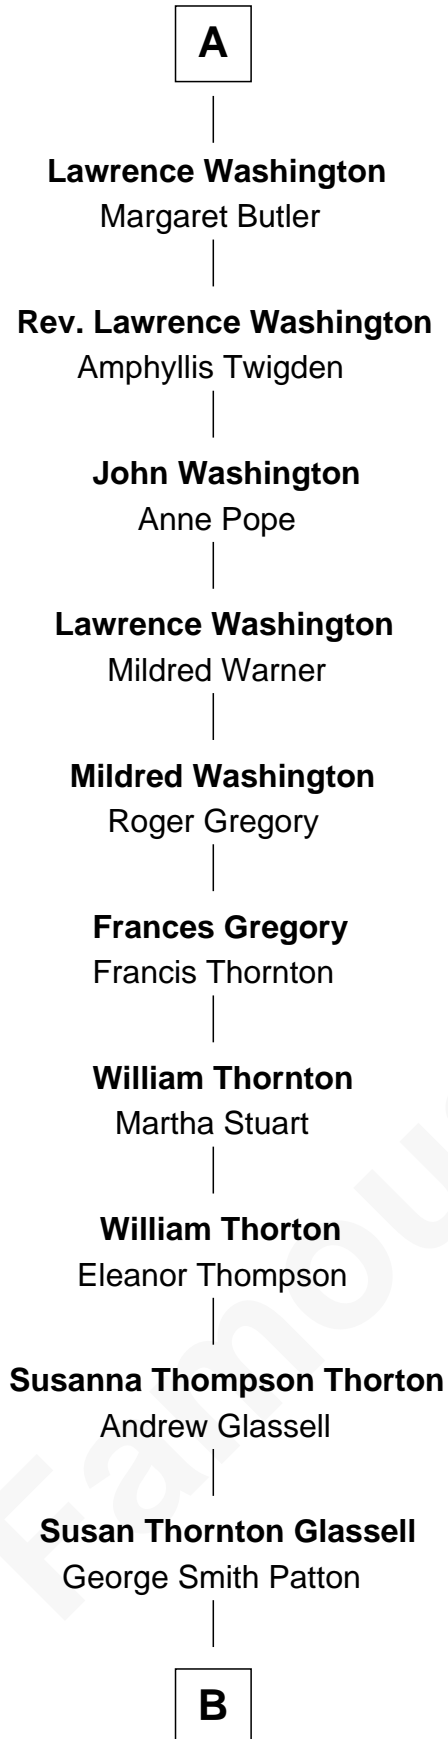 A
Lawrence Washington
Margaret Butler
Rev. Lawrence Washington
Amphyllis Twigden
John Washington
Anne Pope
Lawrence Washington
Mildred Warner
Mildred Washington
Roger Gregory
Frances Gregory
Francis Thornton
William Thornton
Martha Stuart
William Thorton
Eleanor Thompson
Susanna Thompson Thorton
Andrew Glassell
Susan Thornton Glassell
George Smith Patton
B